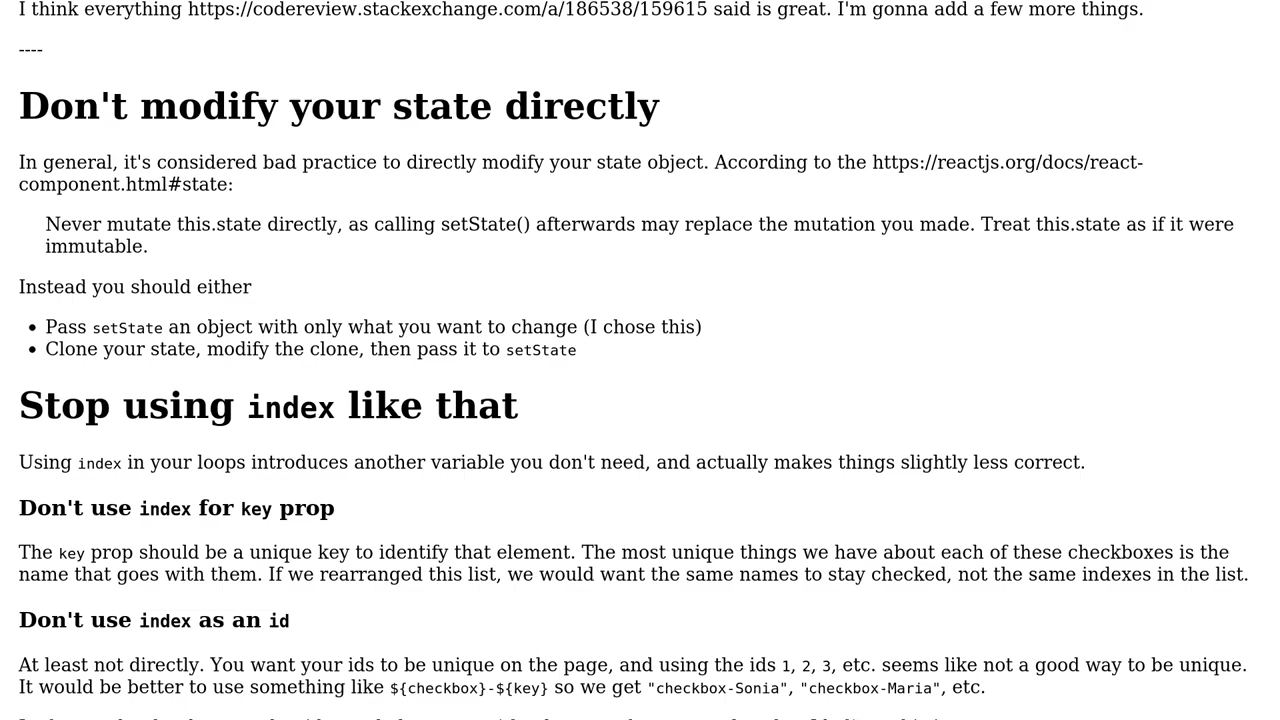 I think everything https://codereview.stackexchange.com/a/186538/159615 said is great. I'm gonna add a few more things.
----
Don't modify your state directly
In general, it's considered bad practice to directly modify your state object. According to the https://reactjs.org/docs/react-
component.html#state:
Never mutate this.state directly, as calling setState() afterwards may replace the mutation you made. Treat this.state as if it were
immutable.
Instead you should either
• Pass setState an object with only what you want to change (I chose this)
• Clone your state, modify the clone, then pass it to setState
Stop using index like that
Using index in your loops introduces another variable you don't need, and actually makes things slightly less correct.
Don't use index for key prop
The key prop should be a unique key to identify that element. The most unique things we have about each of these checkboxes is the
name that goes with them. If we rearranged this list, we would want the same names to stay checked, not the same indexes in the list.
Don't use index as an id
At least not directly. You want your ids to be unique on the page, and using the ids 1, 2, 3, etc. seems like not a good way to be unique.
It would be better to use something like ${checkbox}-${key} so we get "checkbox-Sonia", "checkbox-Maria", etc.